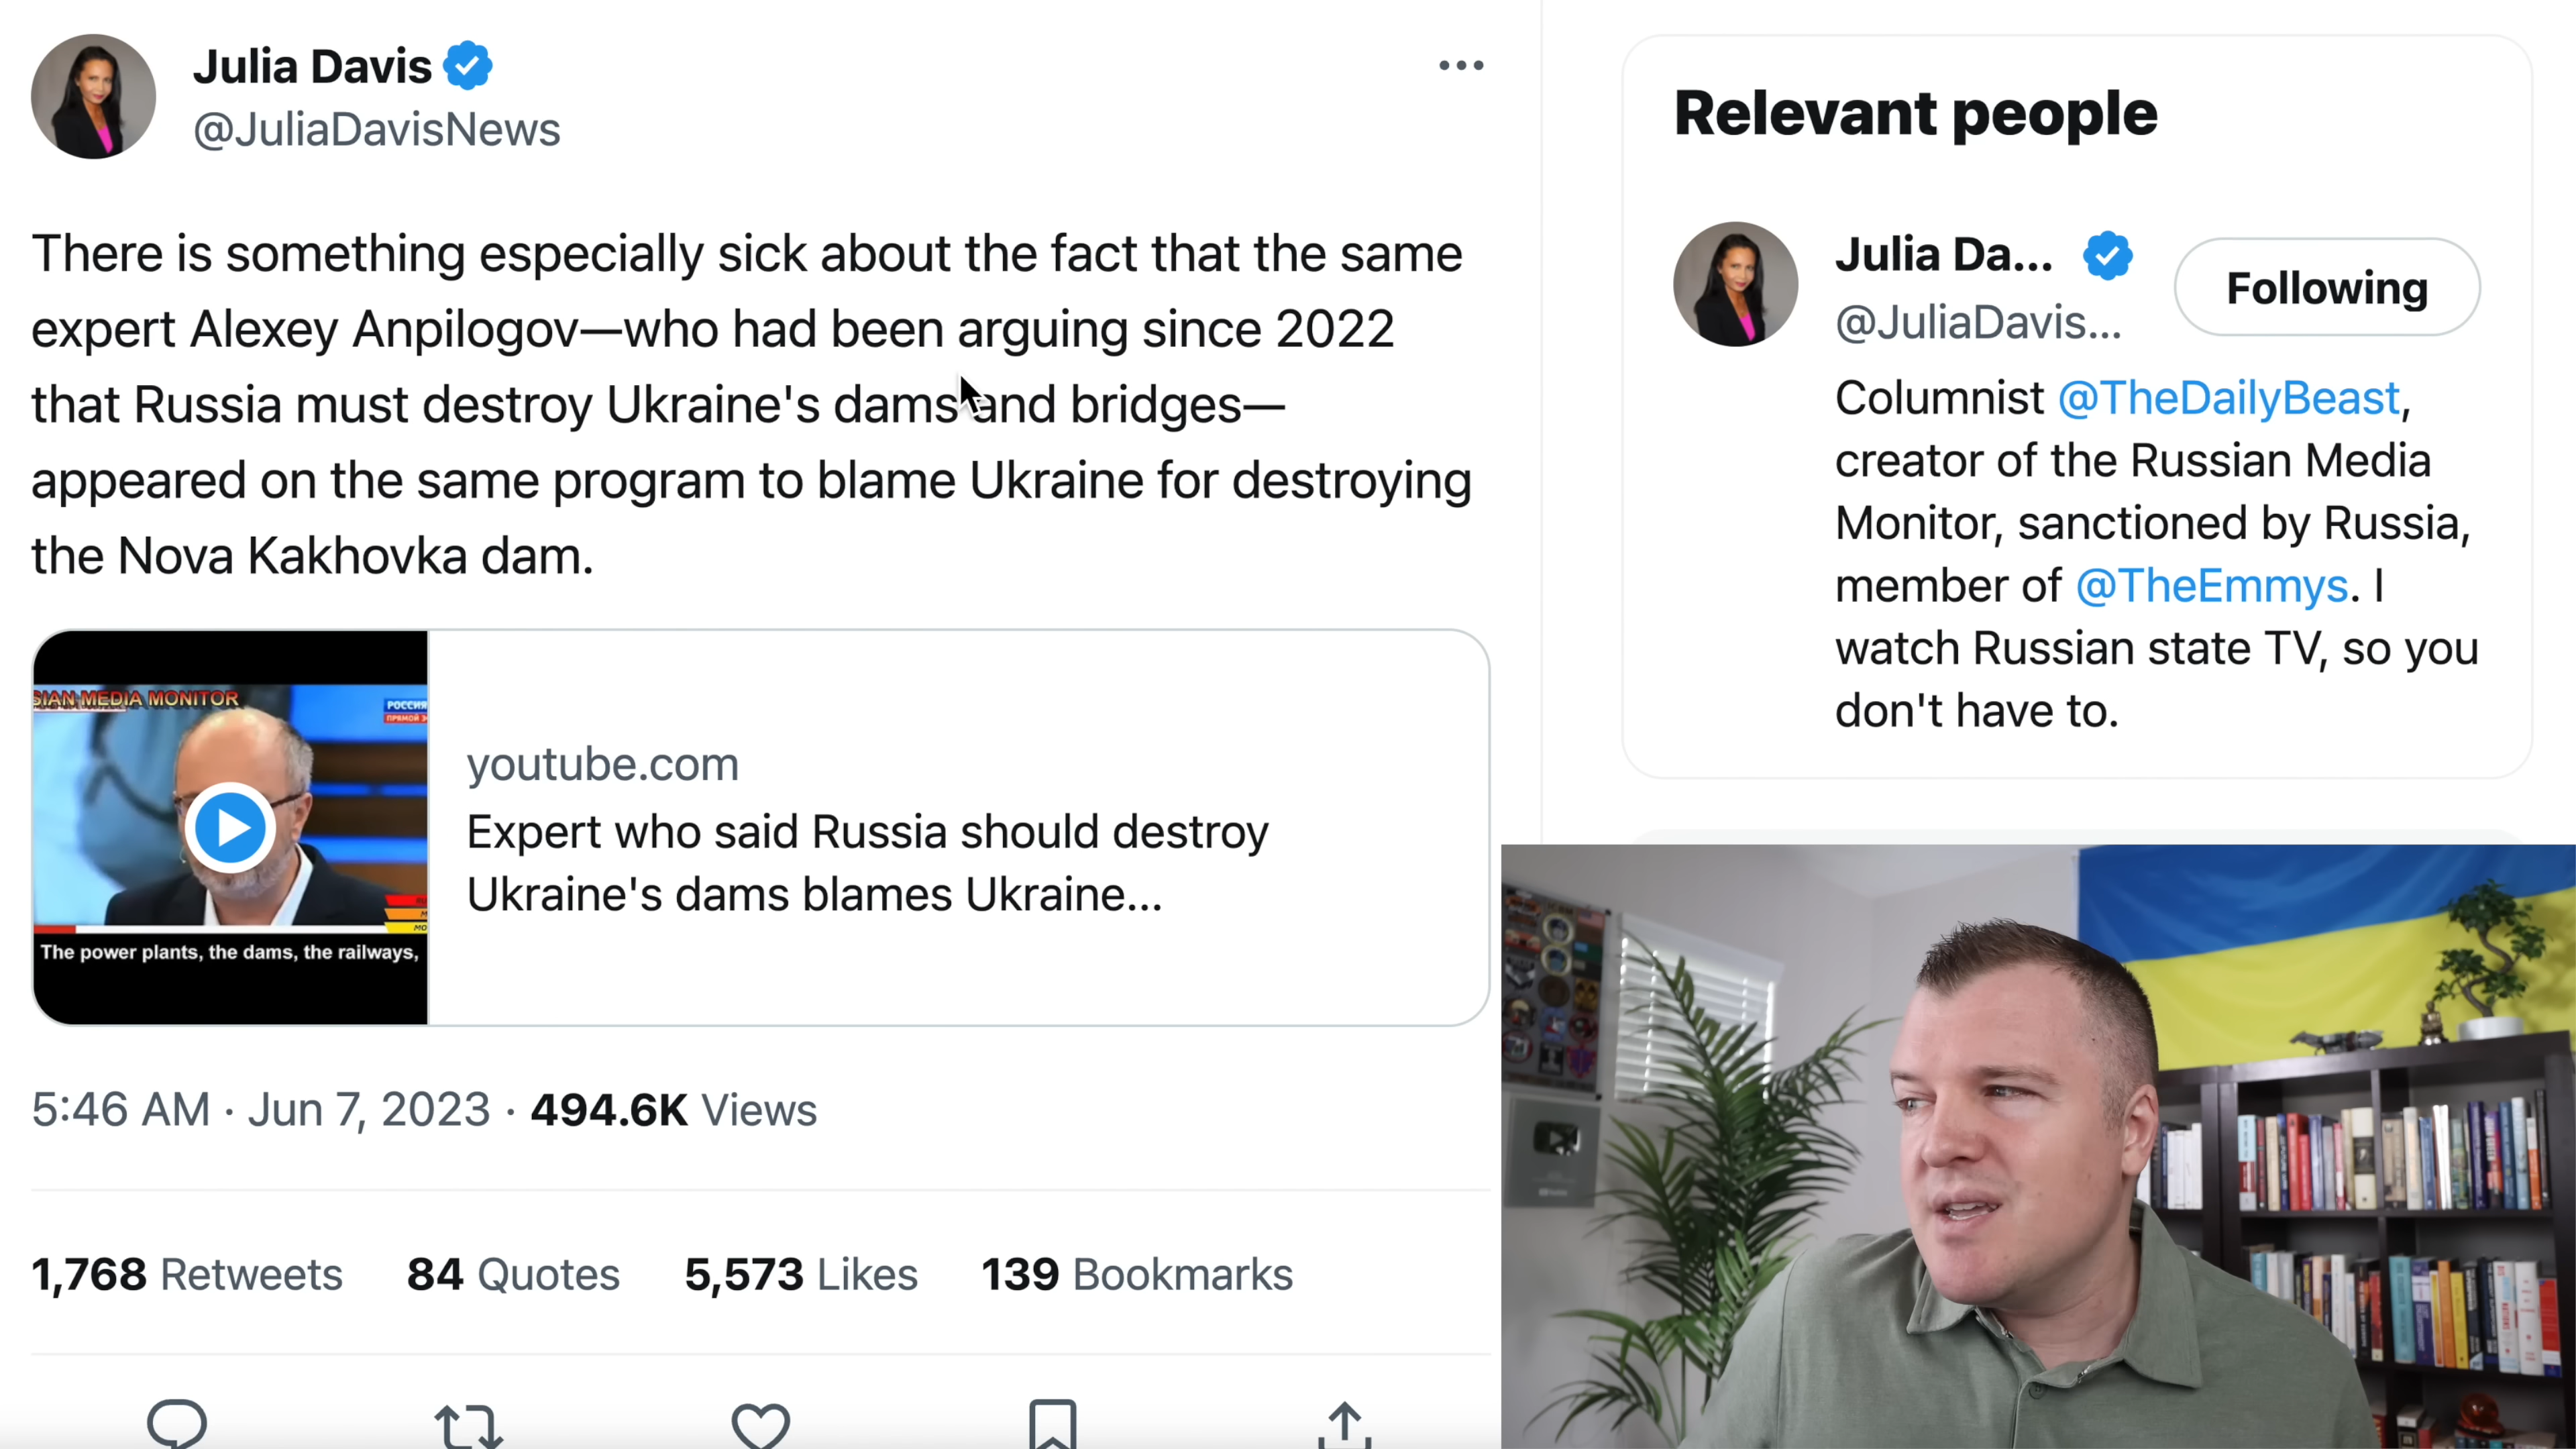 Julia Davis
@JuliaDavisNews
There is something especially sick about the fact that the same
expert Alexey Anpilogov—who had been arguing since 2022
that Russia must destroy Ukraine's dams and bridges—
appeared on the same program to blame Ukraine for destroying
the Nova Kakhovka dam.
SIAN MEDIA MONITOR
РОССИЯ
The power plants, the dams, the railways,
youtube.com
Expert who said Russia should destroy
Ukraine's dams blames Ukraine...
5:46 AM · Jun 7, 2023 · 494.6K Views
1,768 Retweets 84 Quotes 5,573 Likes 139 Bookmarks
Relevant people
Julia Da...
@JuliaDavis...
Following
Columnist @TheDailyBeast,
creator of the Russian Media
Monitor, sanctioned by Russia,
member of @TheEmmys. I
watch Russian state TV, so you
don't have to.